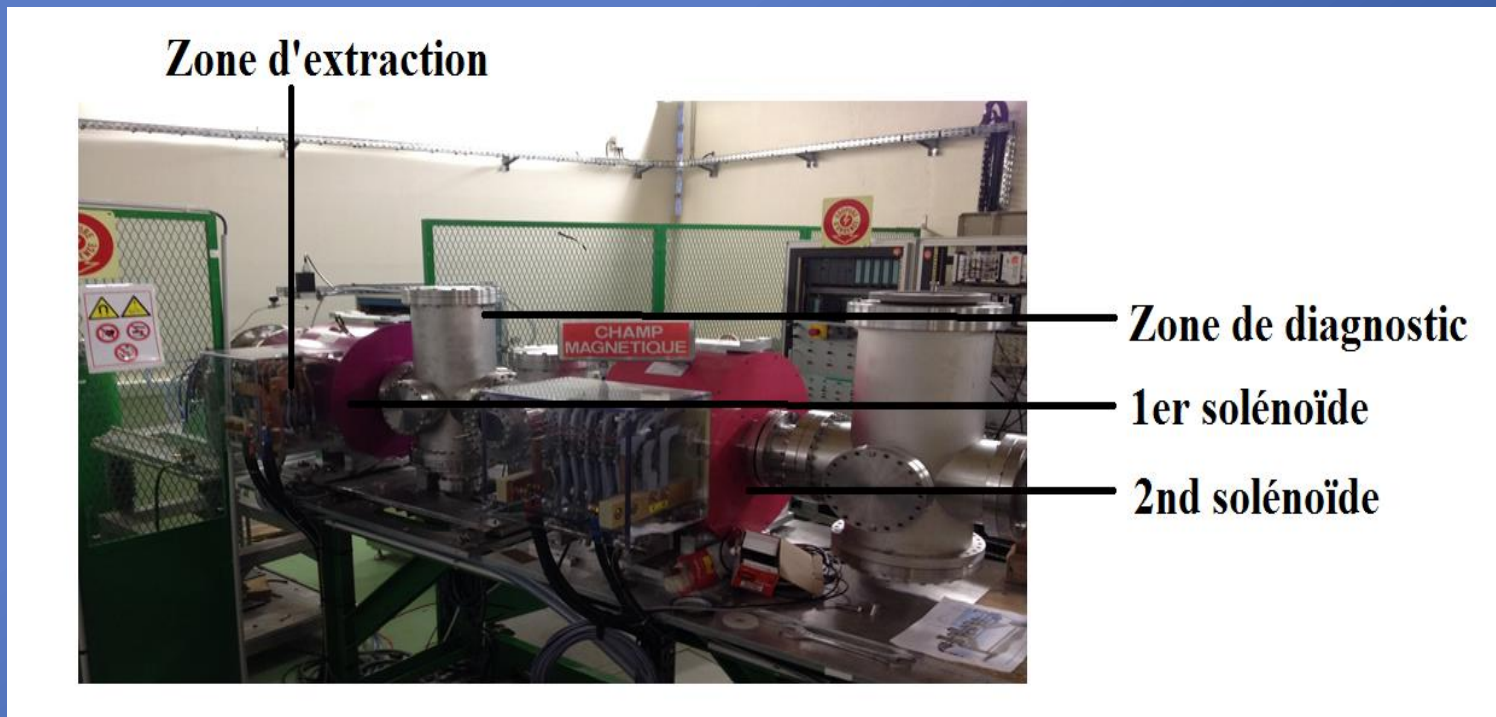 Zone d'extraction
CHAMP
MAGNETIQUE
Zone de diagnostic
1er solénoïde
2nd solénoïde